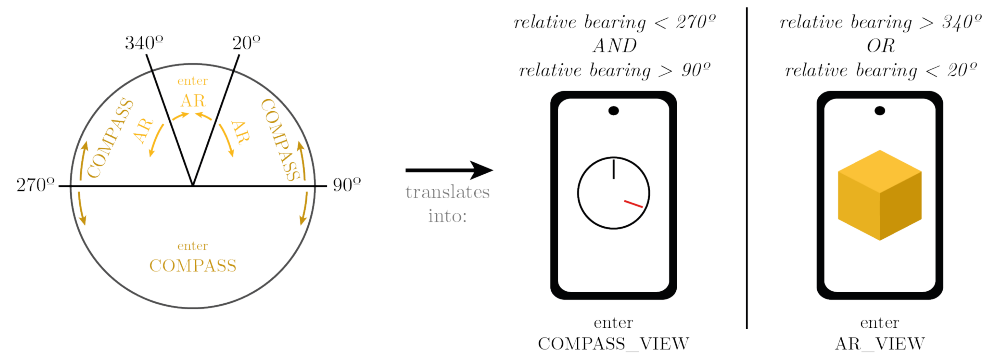 340º
20º
enter
AR
AR
AR
COMPASS
COMPASS
270º
90º
enter
COMPASS
translates
into:
relative bearing < 270º
AND
relative bearing > 90º
enter
COMPASS_VIEW
relative bearing > 340º
OR
relative bearing < 20º
enter
AR_VIEW